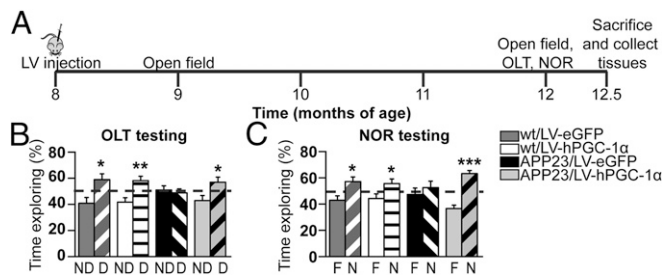 A
LV injection
Open field
Open field,
OLT, NOR
Sacrifice
and collect
tissues
8 9 10 11 12 12.5
Time (months of age)
B OLT testing
Time exploring (%)
80
60
40
20
0
* ** *
ND D ND D ND D ND D
C NOR testing
Time exploring (%)
80
60
40
20
0
* * ***
F N F N F N F N
wt/LV-eGFP
wt/LV-hPGC-1α
APP23/LV-eGFP
APP23/LV-hPGC-1α